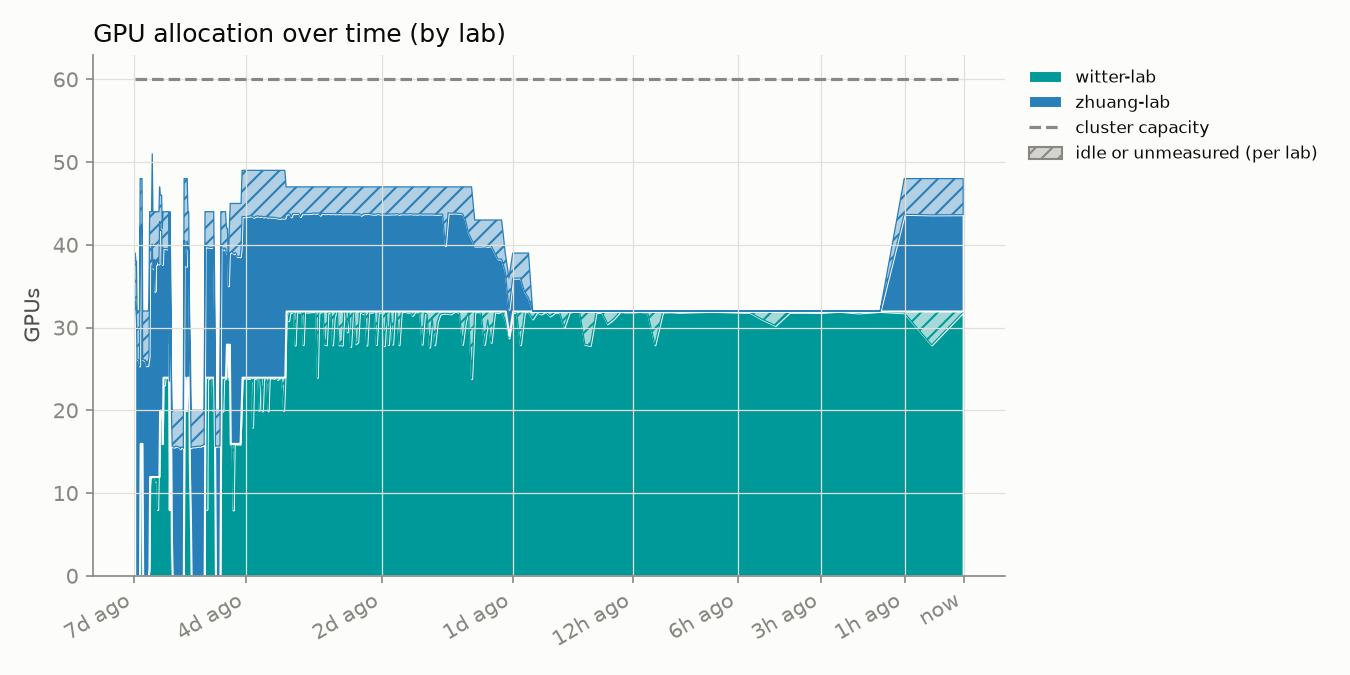 GPU allocation over time (by lab)
60
50
40
30
20
10
0
GPUs
7d ago
4d ago
2d ago
1d ago
12h ago
6h ago
3h ago
1h ago
now
witter-lab
zhuang-lab
cluster capacity
idle or unmeasured (per lab)